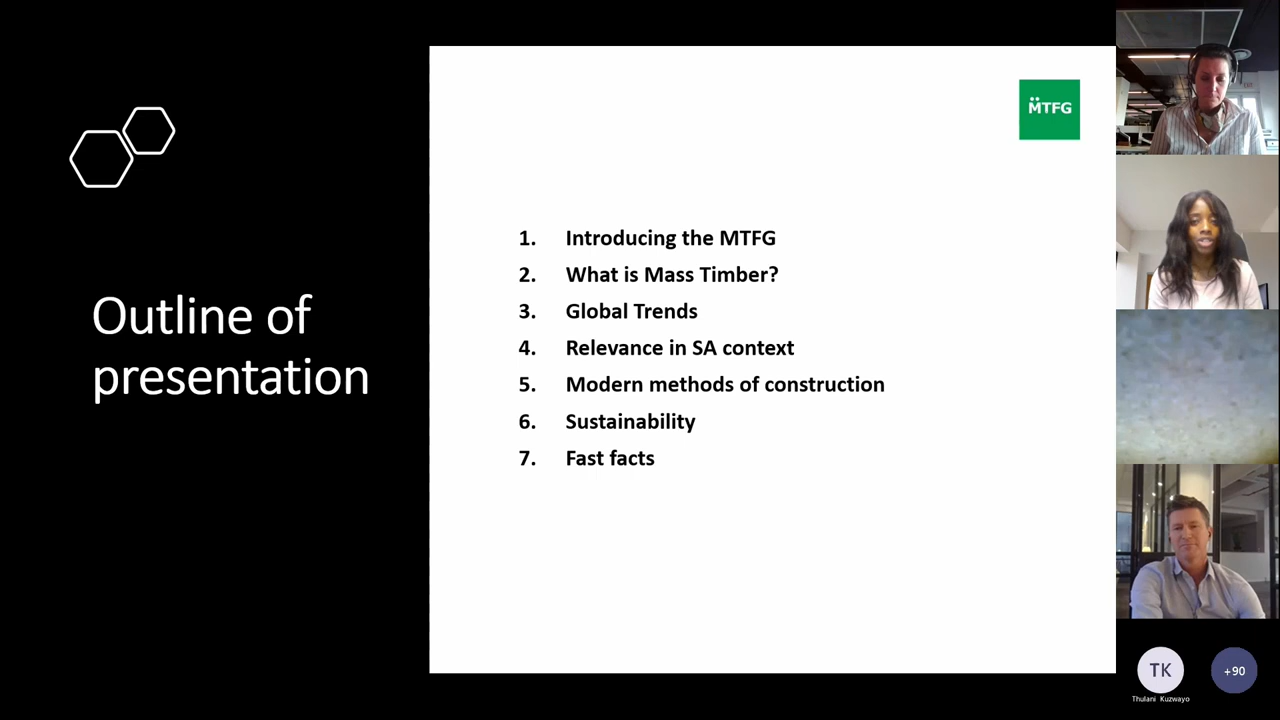 Outline of
presentation
MTFG
1. Introducing the MTFG
2. What is Mass Timber?
3. Global Trends
4. Relevance in SA context
5. Modern methods of construction
6. Sustainability
7. Fast facts
TK
+90
Thulani Kuzwayo